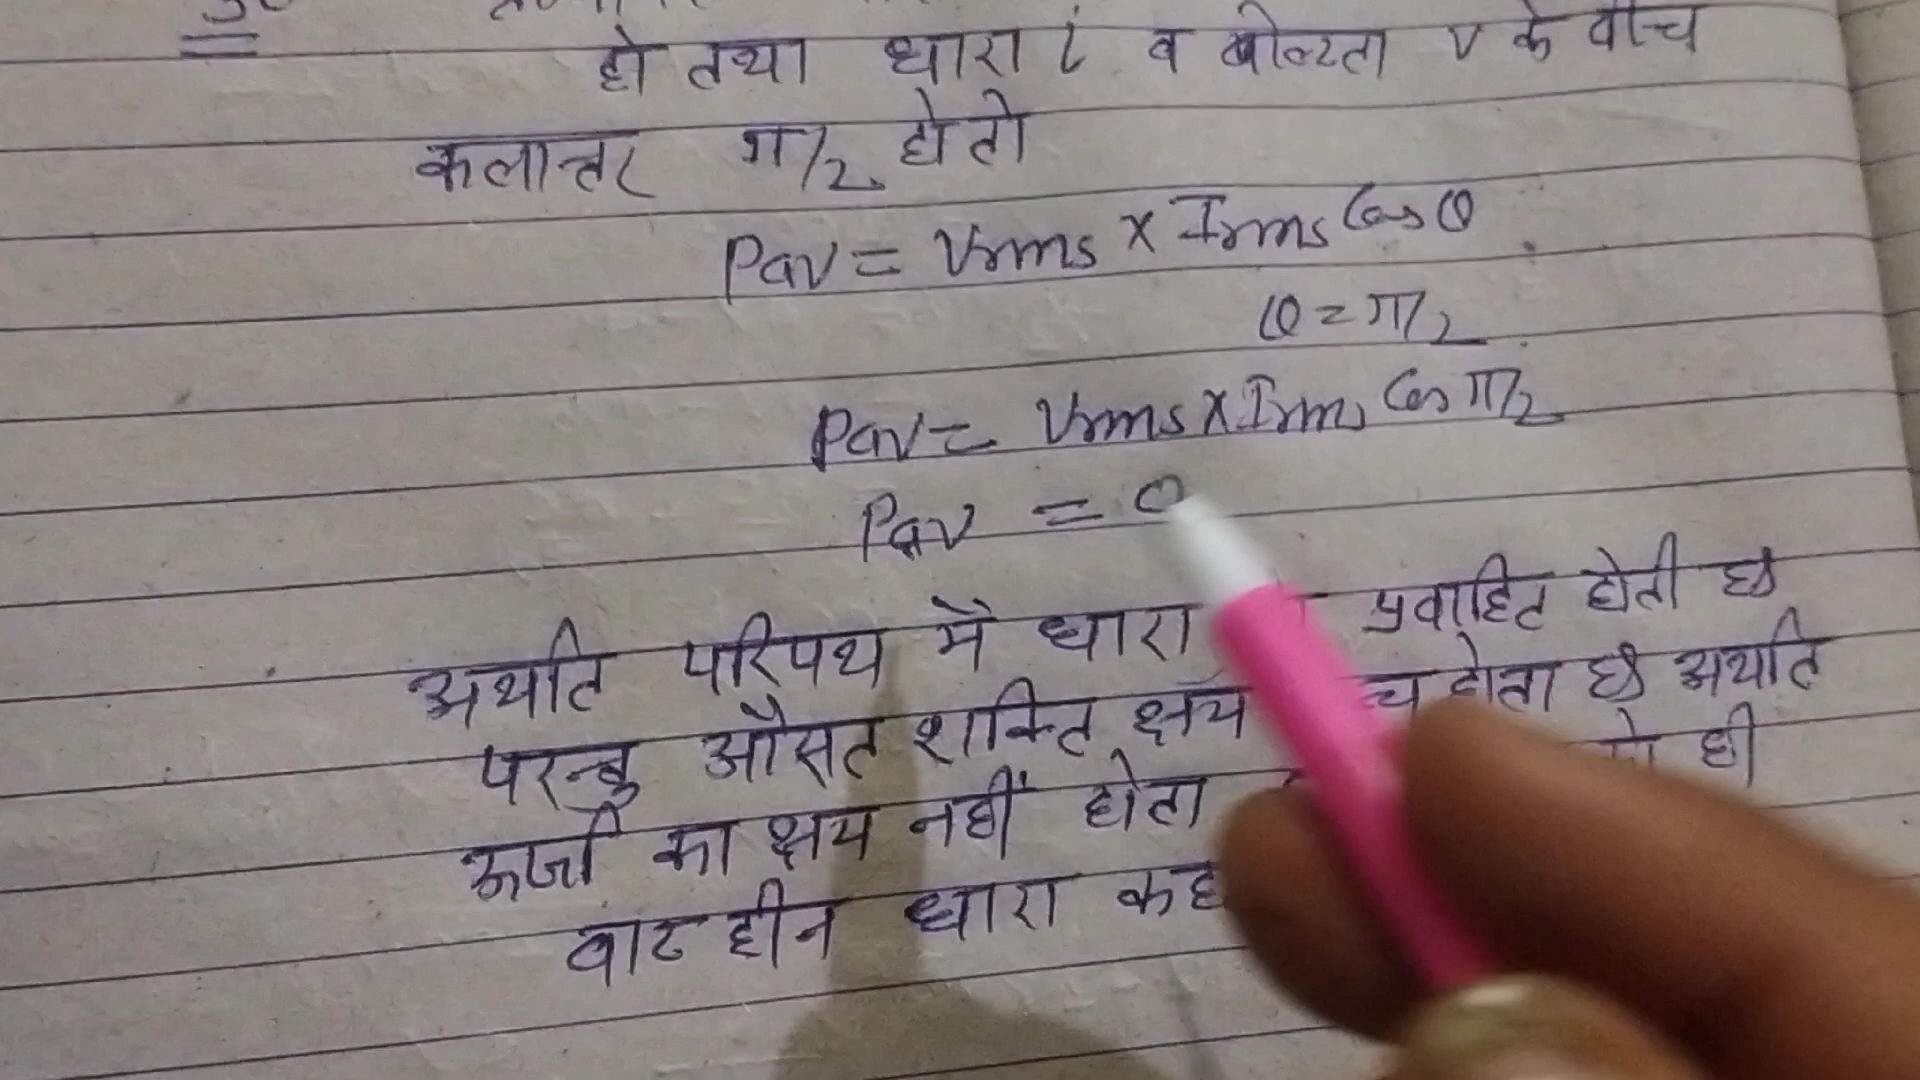 हो तथा धारा i व वोल्टता V के बीच
कलान्तर π/2 हो तो
Pav = Vrms × Irms Cos Φ
Φ = π/2
Pav = Vrms × Irms Cos π/2
Pav = 0
अर्थात परिपथ में धारा प्रवाहित होती है
परन्तु औसत शक्ति क्षय होता है अर्थात
ऊर्जा का क्षय नहीं होता ही
वाट हीन धारा